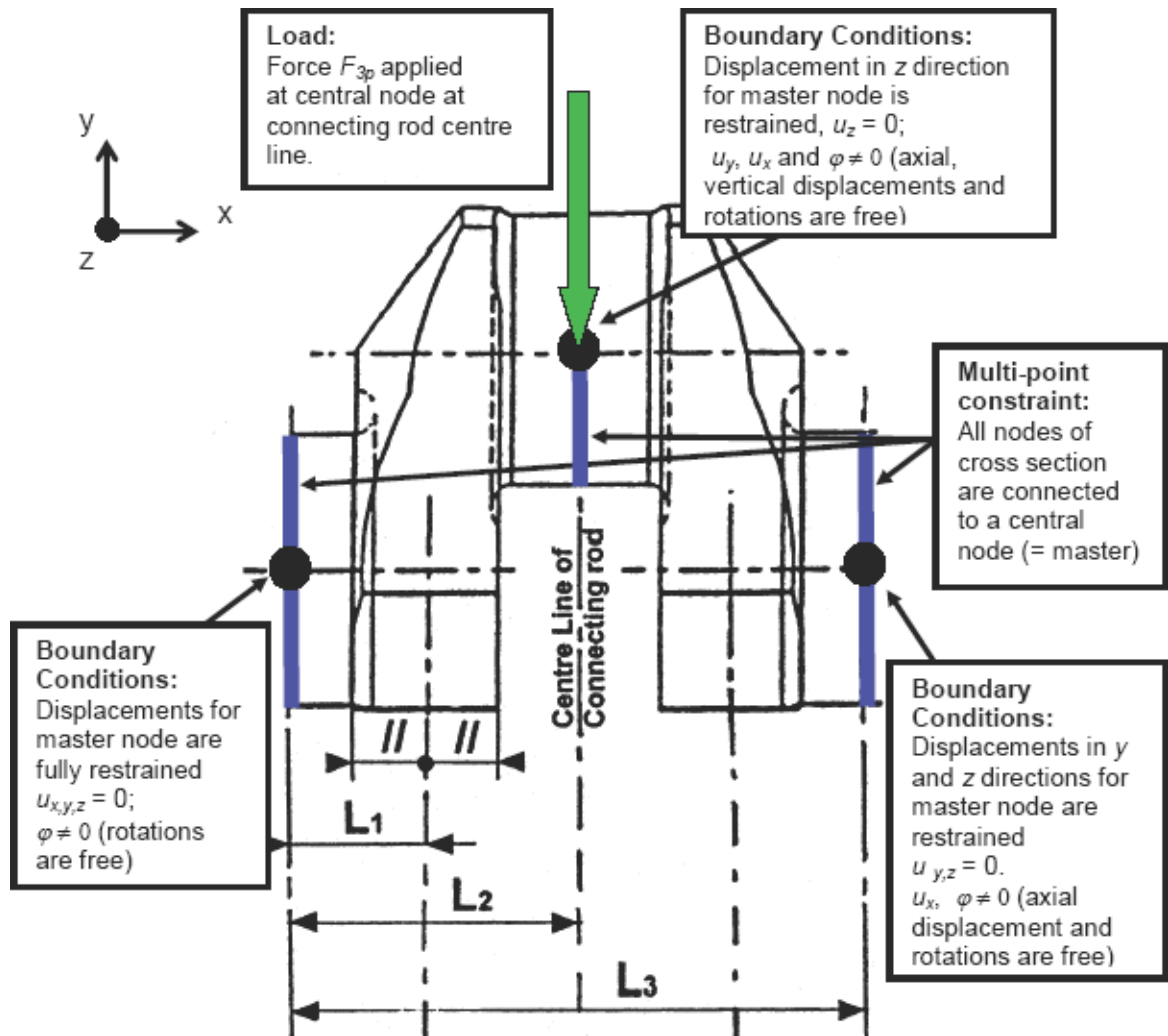 Load:
Force F3p applied
at central node at
connecting rod centre
line.
Boundary Conditions:
Displacement in z direction
for master node is
restrained, uz = 0;
uy, ux and φ ≠ 0 (axial,
vertical displacements and
rotations are free)
y
x
z
Multi-point
constraint:
All nodes of
cross section
are connected
to a central
node (= master)
Centre Line of
Connecting rod
Boundary
Conditions:
Displacements for
master node are
fully restrained
ux,y,z = 0;
φ ≠ 0 (rotations
are free)
Boundary
Conditions:
Displacements in y
and z directions for
master node are
restrained
u y,z = 0.
ux, φ ≠ 0 (axial
displacement and
rotations are free)
// //
L1
L2
L3